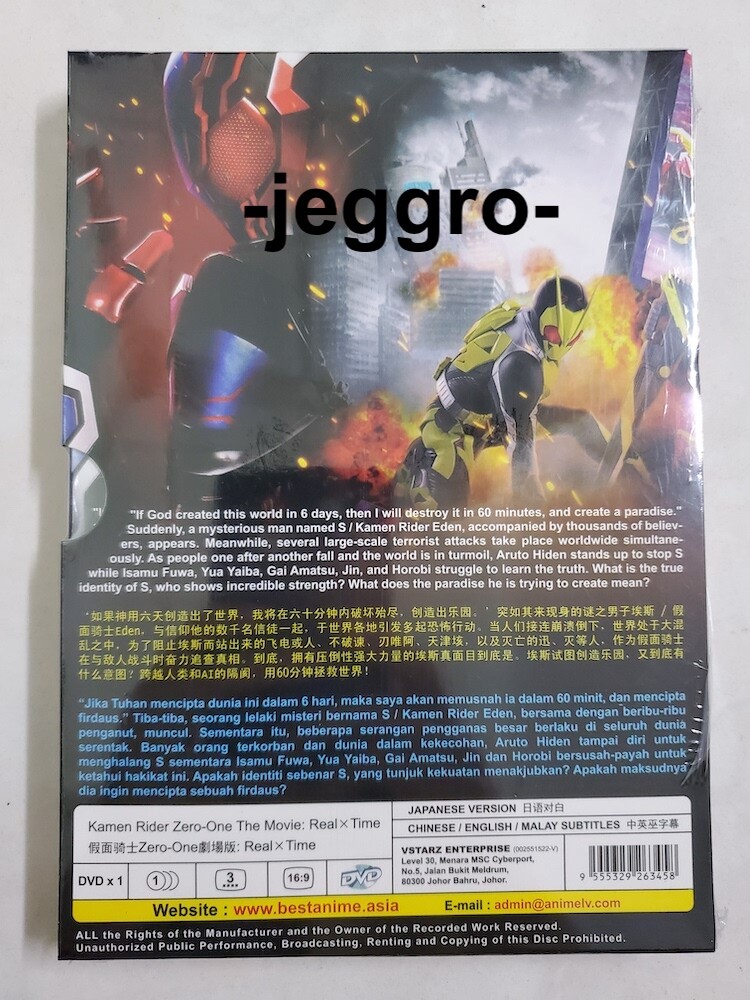 -jeggro-
"If God created this world in 6 days, then I will destroy it in 60 minutes, and create a paradise."
Suddenly, a mysterious man named S / Kamen Rider Eden, accompanied by thousands of believ-
ers, appears. Meanwhile, several large-scale terrorist attacks take place worldwide simultane-
ously. As people one after another fall and the world is in turmoil, Aruto Hiden stands up to stop S
while Isamu Fuwa, Yua Yaiba, Gai Amatsu, Jin, and Horobi struggle to learn the truth. What is the true
identity of S, who shows incredible strength? What does the paradise he is trying to create mean?
‘如果神用六天创造出了世界，我将在六十分钟内破坏殆尽，创造出乐园。’突如其来现身的谜之男子埃斯 / 假
面骑士Eden，与信仰他的数千名信徒一起，于世界各地引发多起恐怖行动。当人们接连崩溃倒下，世界处于大混
乱之中，为了阻止埃斯而站出来的飞电或人、不破谏、刃唯阿、天津垓，以及灭亡的迅、灭等人，作为假面骑士
在与敌人战斗时奋力追查真相。到底，拥有压倒性强大力量的埃斯真面目到底是。埃斯试图创造乐园，又到底有
什么意图？跨越人类和AI的隔阂，用60分钟拯救世界！
"Jika Tuhan mencipta dunia ini dalam 6 hari, maka saya akan memusnah ia dalam 60 minit, dan mencipta
firdaus." Tiba-tiba, seorang lelaki misteri bernama S / Kamen Rider Eden, bersama dengan beribu-ribu
penganut, muncul. Sementara itu, beberapa serangan pengganas besar berlaku di seluruh dunia
serentak. Banyak orang terkorban dan dunia dalam kekecohan, Aruto Hiden tampai diri untuk
menghalang S sementara Isamu Fuwa, Yua Yaiba, Gai Amatsu, Jin dan Horobi bersusah-payah untuk
ketahui hakikat ini. Apakah identiti sebenar S, yang tunjuk kekuatan menakjubkan? Apakah maksudnya
dia ingin mencipta sebuah firdaus?
Kamen Rider Zero-One The Movie: Real×Time
假面骑士Zero-One劇場版: Real×Time
JAPANESE VERSION 日语对白
CHINESE / ENGLISH / MALAY SUBTITLES 中英巫字幕
VSTARZ ENTERPRISE (002551522-V)
Level 30, Menara MSC Cyberport,
No.5, Jalan Bukit Meldrum,
80300 Johor Bahru, Johor.
9 555329 263458
DVD x 1
1
3
16:9
DVD
Website : www.bestanime.asia
E-mail : admin@animelv.com
ALL the Rights of the Manufacturer and the Owner of the Recorded Work Reserved.
Unauthorized Public Performance, Broadcasting, Renting and Copying of this Disc Prohibited.